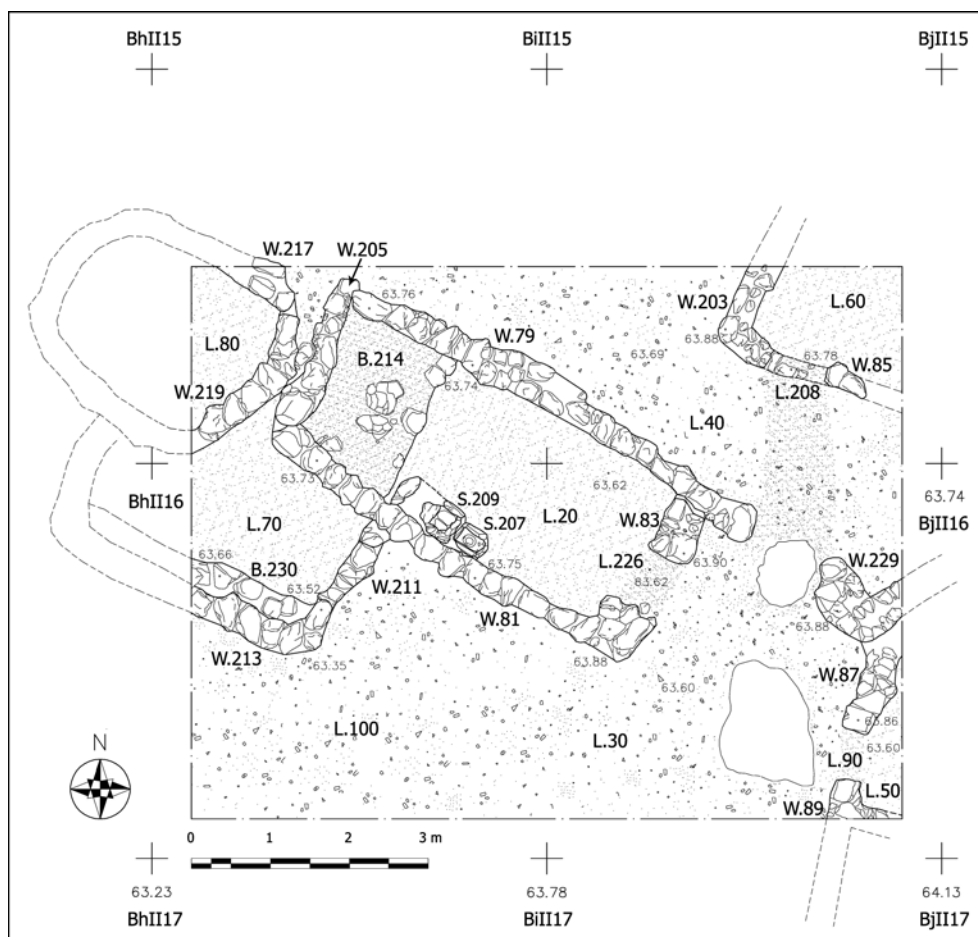 BhII15 BiII15 BjII15
W.217 W.205
63.76
W.203 L.60
W.79
63.88 63.78
L.80 63.69 W.85
B.214
63.74 L.208
W.219
L.40
BhII16 63.73 63.62 63.74
S.209 BjII16
L.70 S.207 L.20 W.83
63.66 63.75 L.226 63.90 W.229
B.230 63.52 63.62
W.211 W.81
63.88
W.213 63.35 63.88 W.87
63.60
63.86
L.100 L.30 63.60
N L.90
L.50
W.89
0 1 2 3 m
63.23 63.78 64.13
BhII17 BiII17 BjII17